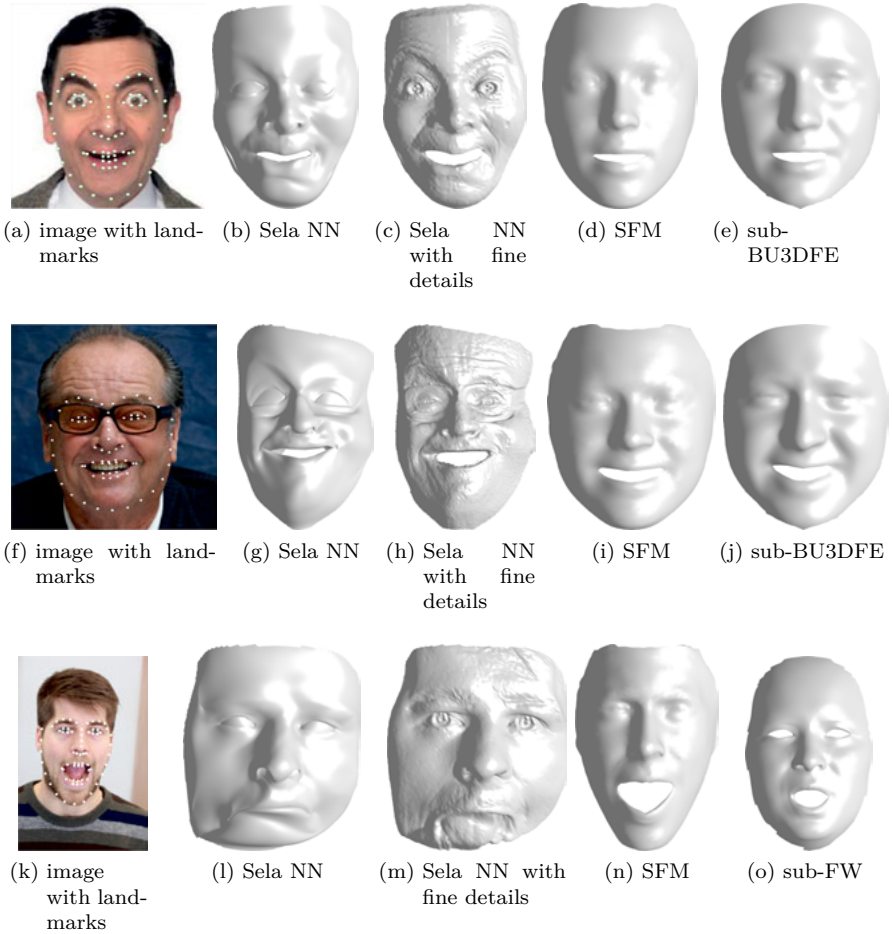 (a) image with land-
marks
(b) Sela NN
(c) Sela NN
with fine
details
(d) SFM
(e) sub-
BU3DFE
(f) image with land-
marks
(g) Sela NN
(h) Sela NN
with fine
details
(i) SFM
(j) sub-BU3DFE
(k) image
with land-
marks
(l) Sela NN
(m) Sela NN with
fine details
(n) SFM
(o) sub-FW